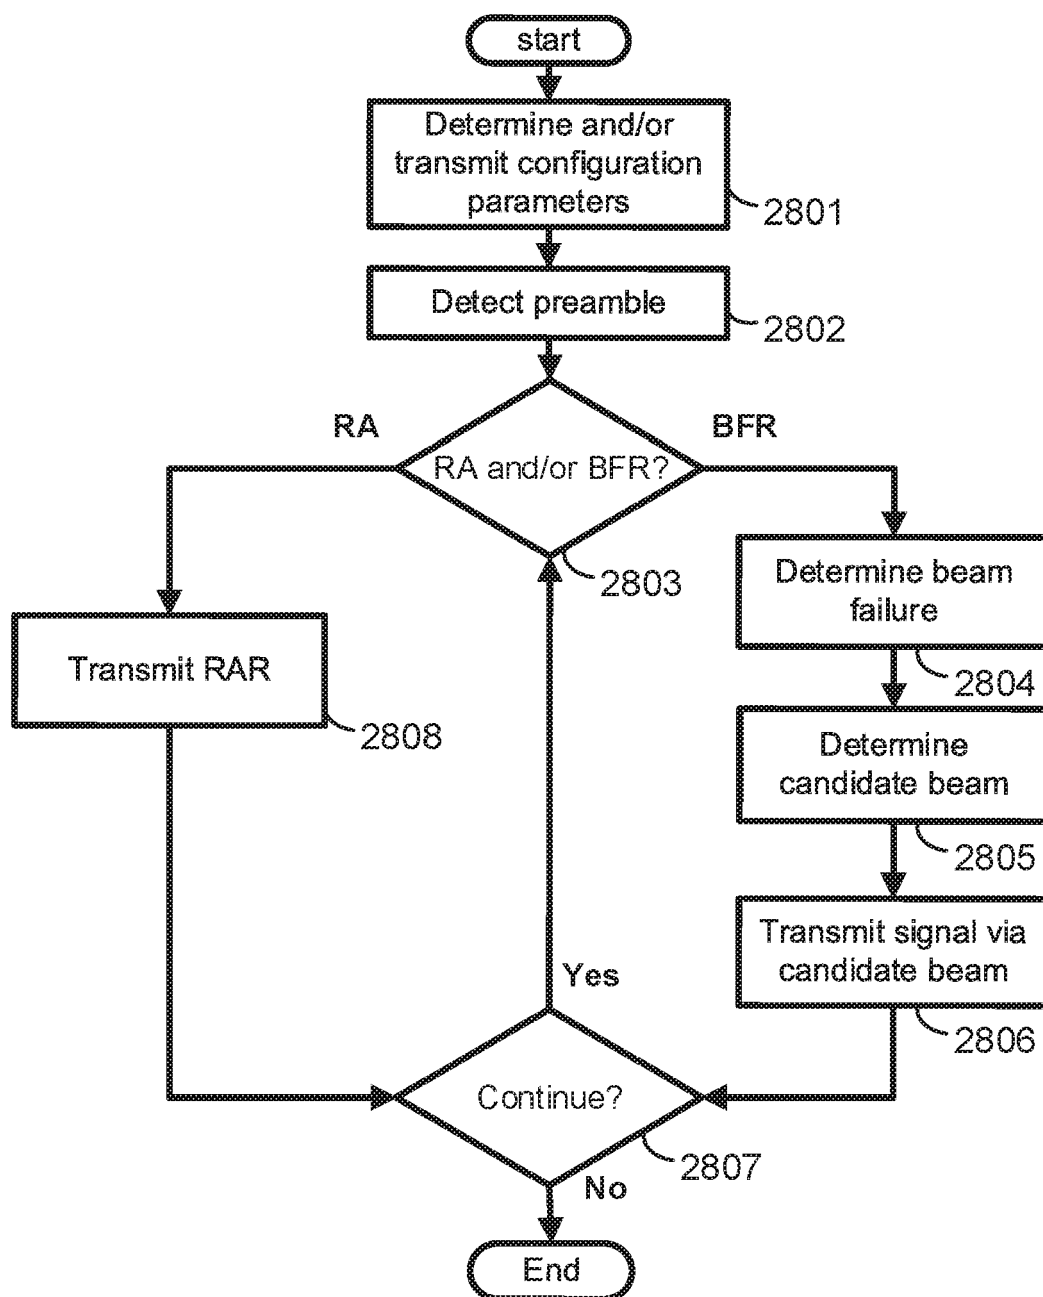 start
Determine and/or
transmit configuration
parameters
2801
Detect preamble
2802
RA
BFR
RA and/or BFR?
2803
Determine beam
failure
2804
Transmit RAR
2808
Determine
candidate beam
2805
Transmit signal via
candidate beam
2806
Yes
Continue?
2807
No
End